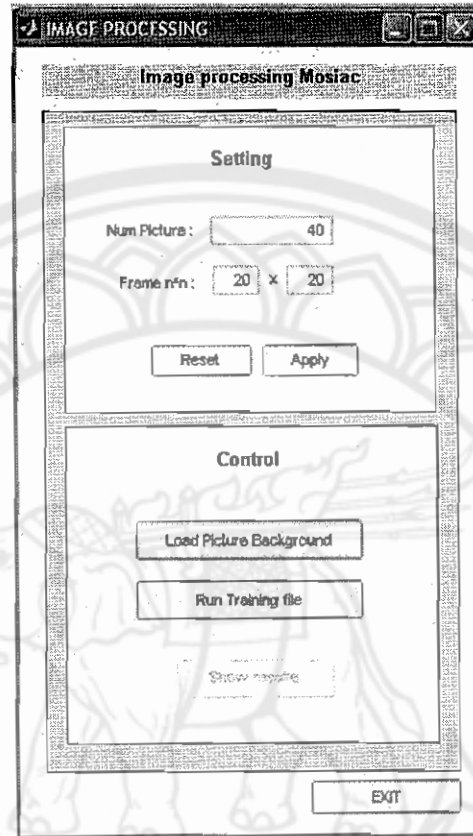 IMAGE PROCESSING
Image processing Mosiac
Setting
Num Picture : 40
Frame n*n : 20 x 20
Reset Apply
Control
Load Picture Background
Run Training file
Show results
EXIT